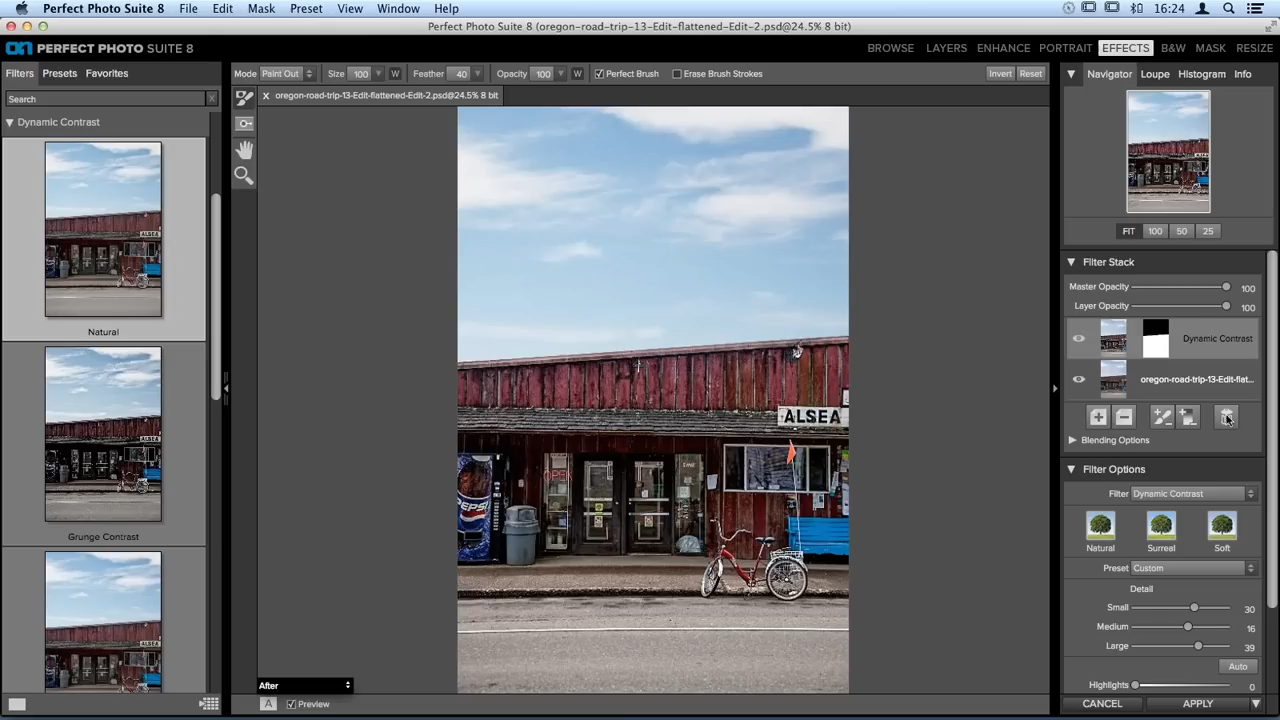 Perfect Photo Suite 8 File Edit Mask Preset View Window Help 16:24
Perfect Photo Suite 8 (oregon-road-trip-13-Edit-flattened-Edit-2.psd@24.5% 8 bit)
on PERFECT PHOTO SUITE 8 BROWSE LAYERS ENHANCE PORTRAIT EFFECTS B&W MASK RESIZE
Filters Presets Favorites
Mode Paint Out Size 100 W Feather 40 Opacity 100 W Perfect Brush Erase Brush Strokes Invert Reset
Navigator Loupe Histogram Info
Search X
X oregon-road-trip-13-Edit-flattened-Edit-2.psd@24.5% 8 bit
Dynamic Contrast
ALSEA
Natural
Grunge Contrast
ALSEA
OPEN
PEPSI
After
A Preview
FIT 100 50 25
Filter Stack
Master Opacity 100
Layer Opacity 100
Dynamic Contrast
oregon-road-trip-13-Edit-flat...
Blending Options
Filter Options
Filter Dynamic Contrast
Natural Surreal Soft
Preset Custom
Detail
Small 30
Medium 16
Large 39
Auto
Highlights 0
CANCEL APPLY